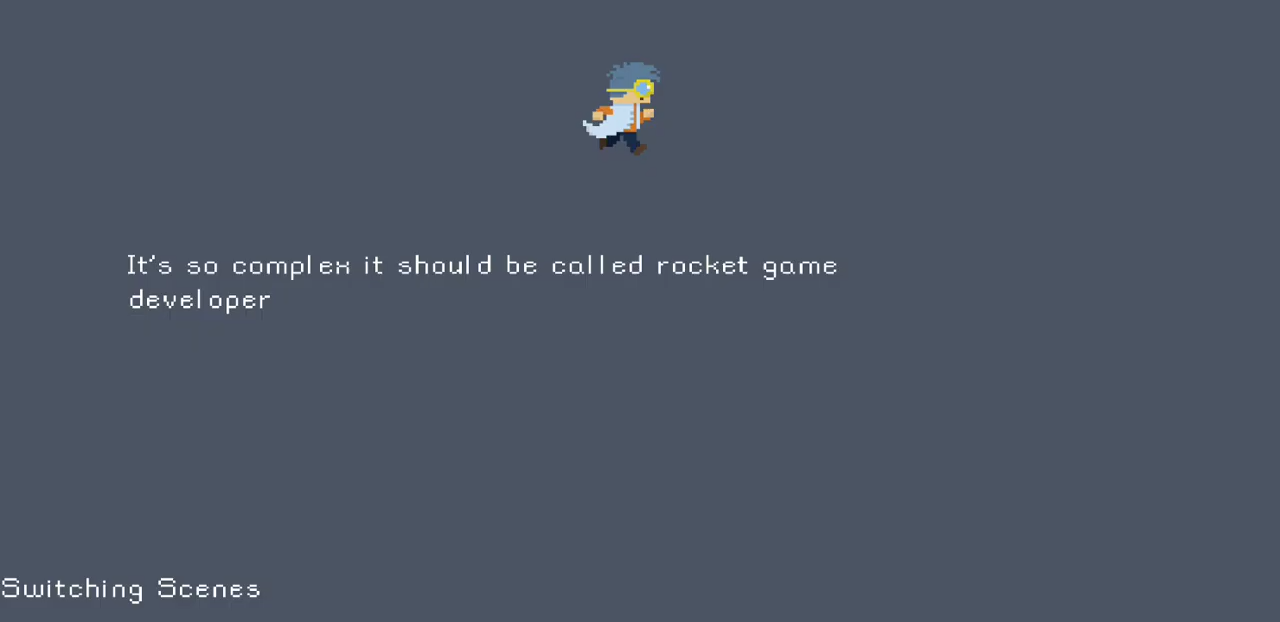 It's so complex it should be called rocket game
developer
Switching Scenes